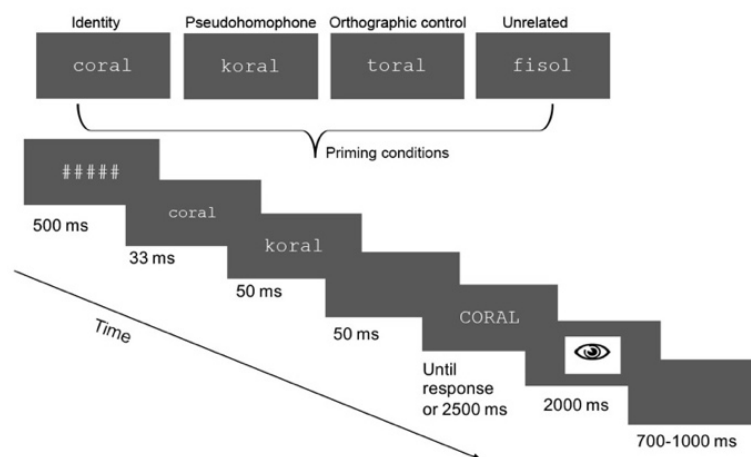 Identity
Pseudohomophone
Orthographic control
Unrelated
coral
koral
toral
fisol
Priming conditions
#####
500 ms
coral
33 ms
koral
50 ms
50 ms
CORAL
Until
response
or 2500 ms
2000 ms
700-1000 ms
Time